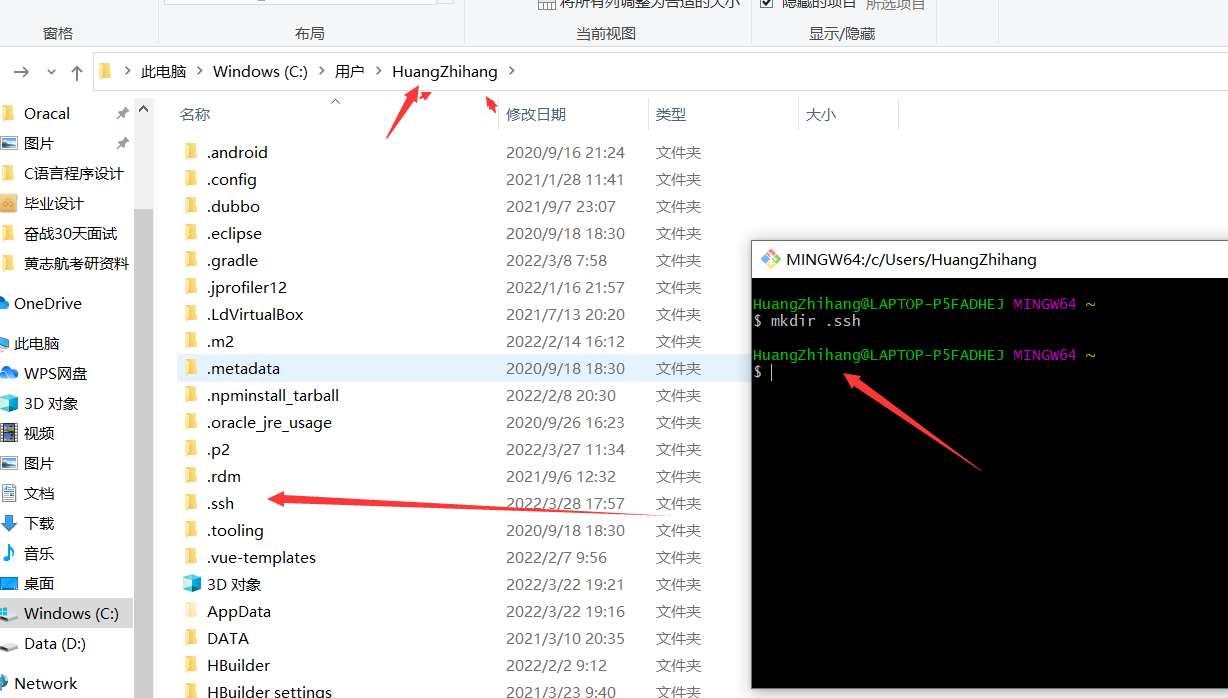 将所有列调整为合适的大小
隐藏的项目 所选项目
窗格 布局 当前视图 显示/隐藏
此电脑 Windows (C:) 用户 HuangZhihang
Oracal
图片
C语言程序设计
毕业设计
奋战30天面试
黄志航考研资料
OneDrive
此电脑
WPS网盘
3D 对象
视频
图片
文档
下载
音乐
桌面
Windows (C:)
Data (D:)
Network
名称 修改日期 类型 大小
.android 2020/9/16 21:24 文件夹
.config 2021/1/28 11:41 文件夹
.dubbo 2021/9/7 23:07 文件夹
.eclipse 2020/9/18 18:30 文件夹
.gradle 2022/3/8 7:58 文件夹
.jprofiler12 2022/1/16 21:57 文件夹
.LdVirtualBox 2021/7/13 20:20 文件夹
.m2 2022/2/14 16:12 文件夹
.metadata 2020/9/18 18:30 文件夹
.npminstall_tarball 2022/2/8 20:30 文件夹
.oracle_jre_usage 2020/9/26 16:23 文件夹
.p2 2022/3/27 11:34 文件夹
.rdm 2021/9/6 12:32 文件夹
.ssh 2022/3/28 17:57 文件夹
.tooling 2020/9/18 18:30 文件夹
.vue-templates 2022/2/7 9:56 文件夹
3D 对象 2022/3/22 19:21 文件夹
AppData 2022/3/22 19:16 文件夹
DATA 2021/3/10 20:35 文件夹
HBuilder 2022/2/2 9:12 文件夹
HBuilder settings 2021/3/23 9:40 文件夹
MINGW64:/c/Users/HuangZhihang
HuangZhihang@LAPTOP-P5FADHEJ MINGW64 ~
$ mkdir .ssh
HuangZhihang@LAPTOP-P5FADHEJ MINGW64 ~
$